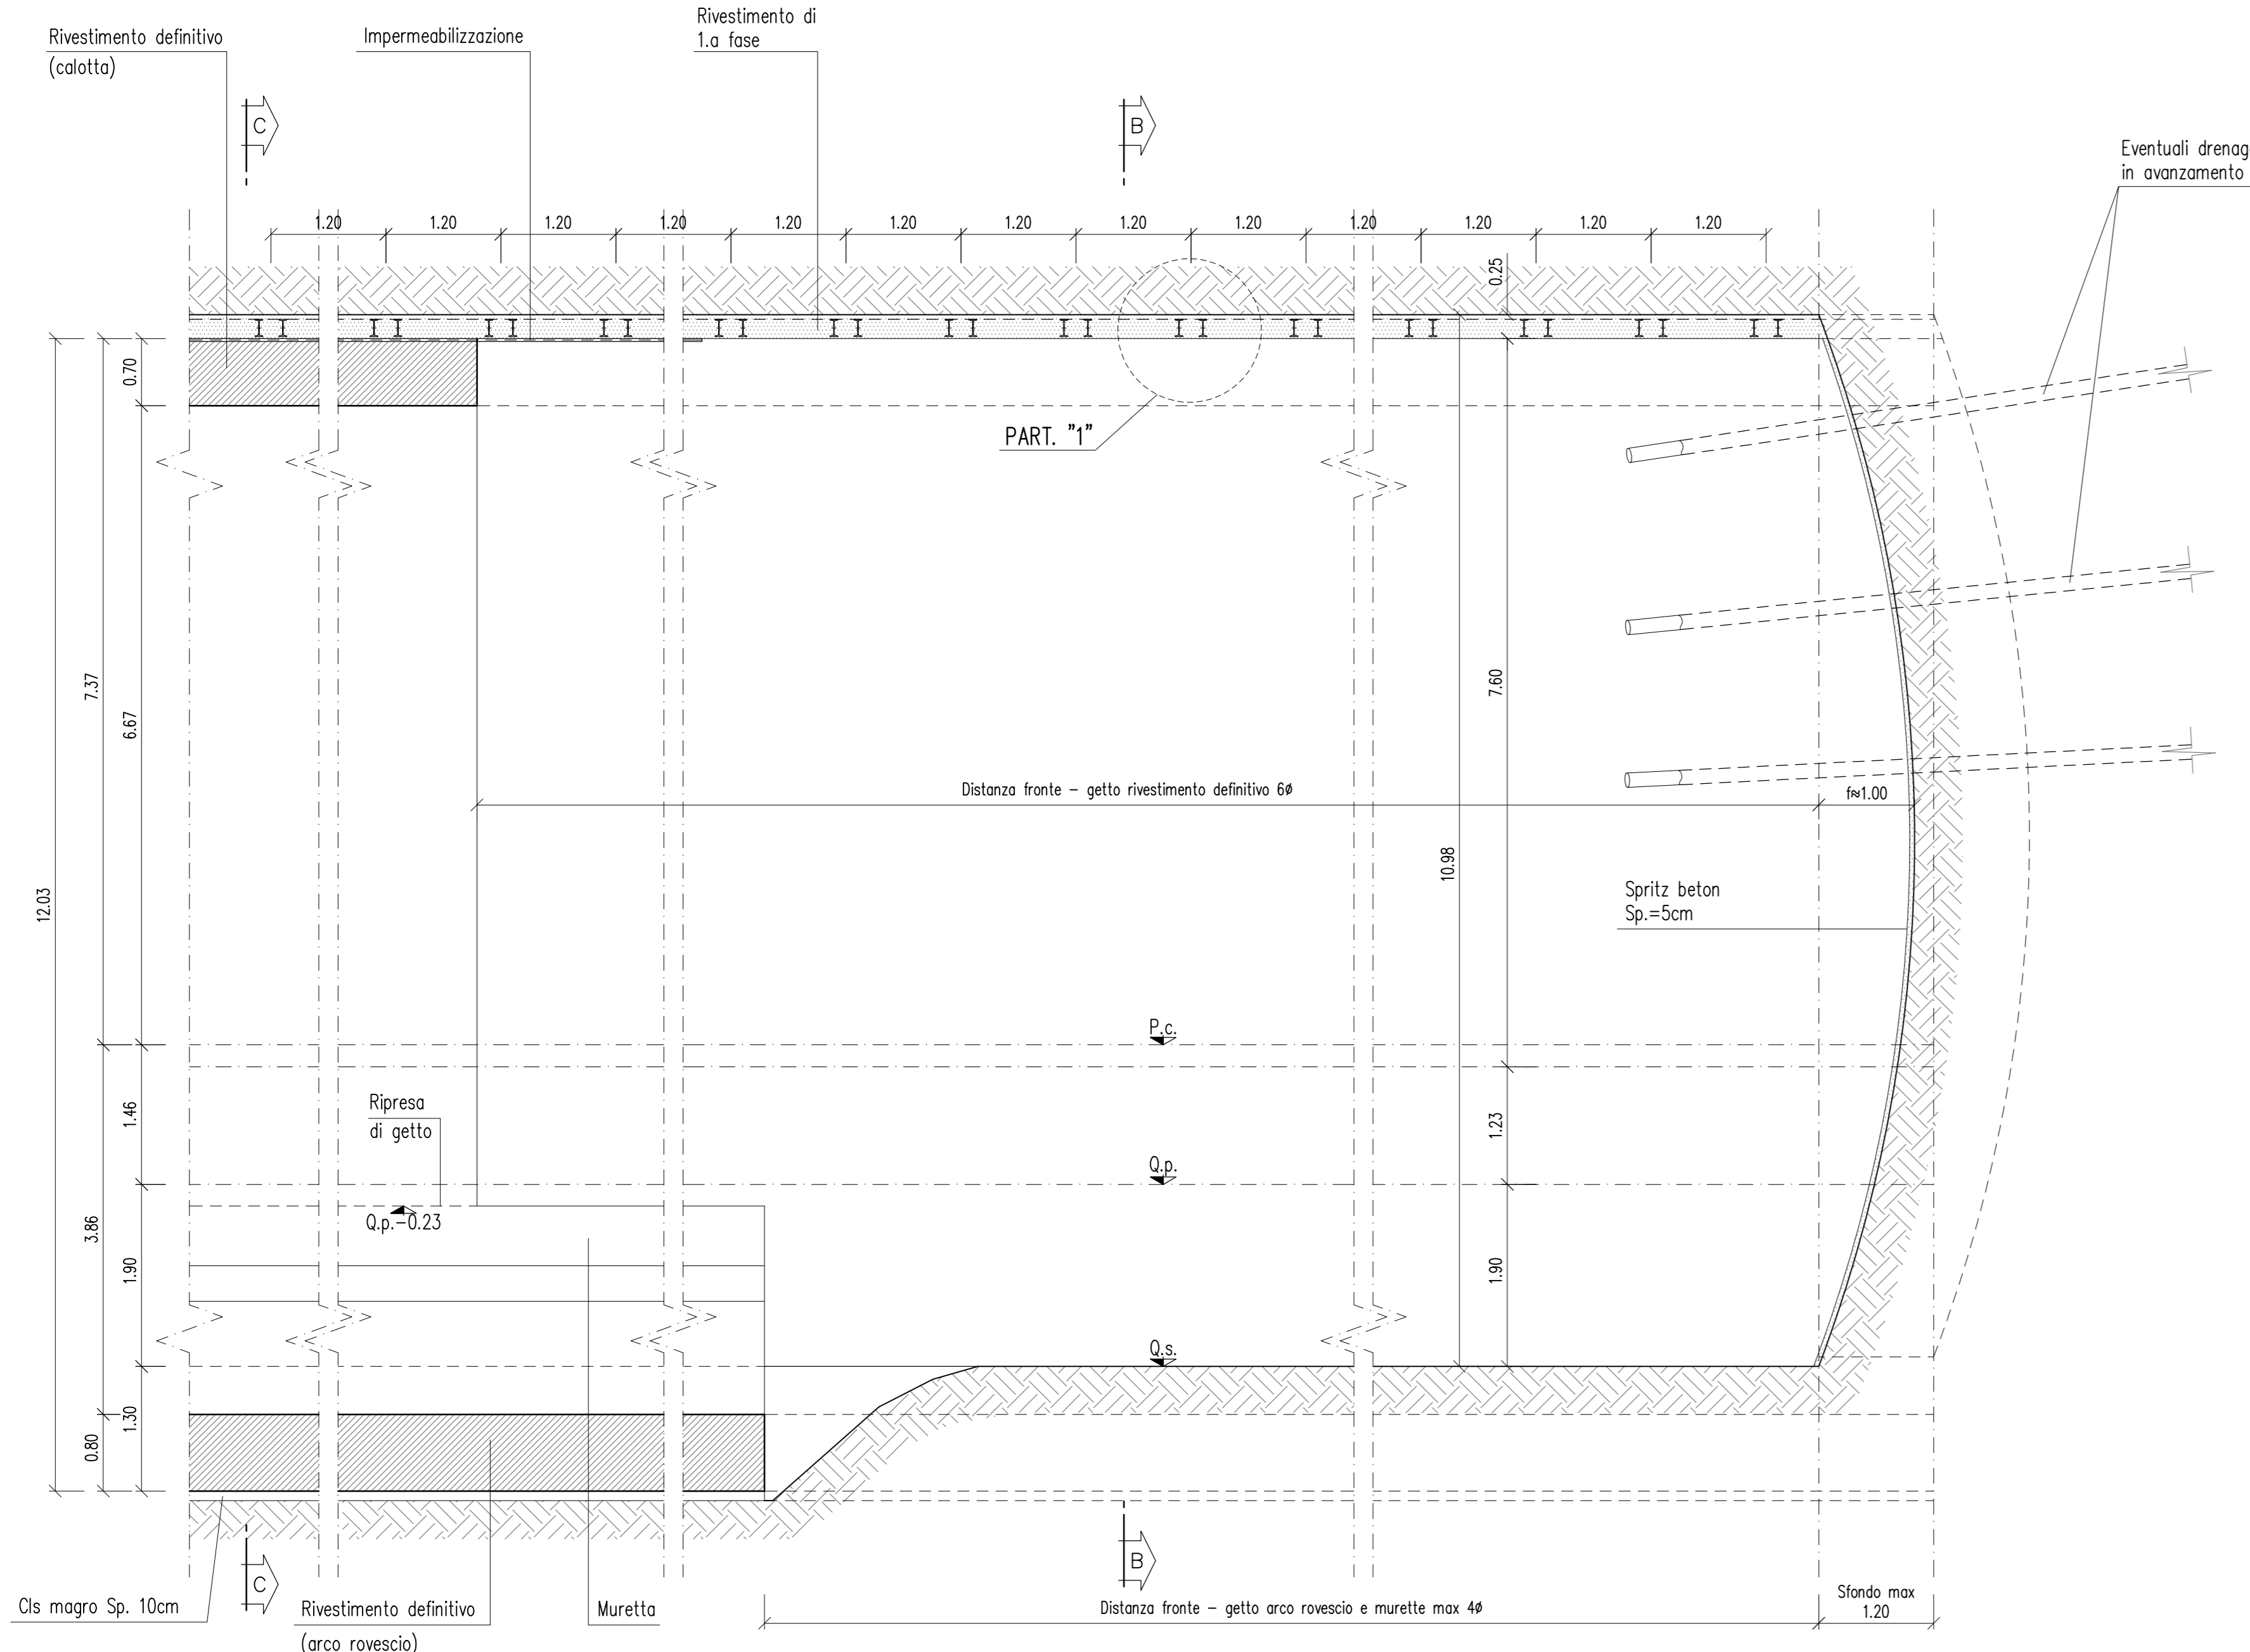 Rivestimento definitivo
(calotta)
Impermeabilizzazione
Rivestimento di
1.a fase
C
B
Eventuali drenag
in avanzamento
1.20
1.20
1.20
1.20
1.20
1.20
1.20
1.20
1.20
1.20
1.20
1.20
1.20
0.25
0.70
PART. "1"
7.37
6.67
7.60
Distanza fronte – getto rivestimento definitivo 6ø
f≈1.00
10.98
12.03
Spritz beton
Sp.=5cm
P.c.
Ripresa
di getto
1.46
1.23
Q.p.
Q.p.-0.23
3.86
1.90
1.90
Q.s.
1.30
0.80
C
B
Cls magro Sp. 10cm
Rivestimento definitivo
(arco rovescio)
Muretta
Distanza fronte – getto arco rovescio e murette max 4ø
Sfondo max
1.20